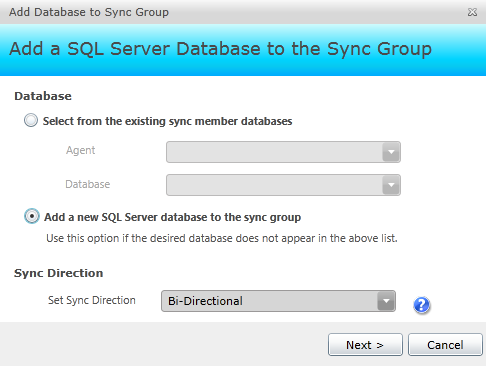 Add Database to Sync Group
Add a SQL Server Database to the Sync Group
Database
Select from the existing sync member databases
Agent
Database
Add a new SQL Server database to the sync group
Use this option if the desired database does not appear in the above list.
Sync Direction
Set Sync Direction Bi-Directional ?
Next > Cancel